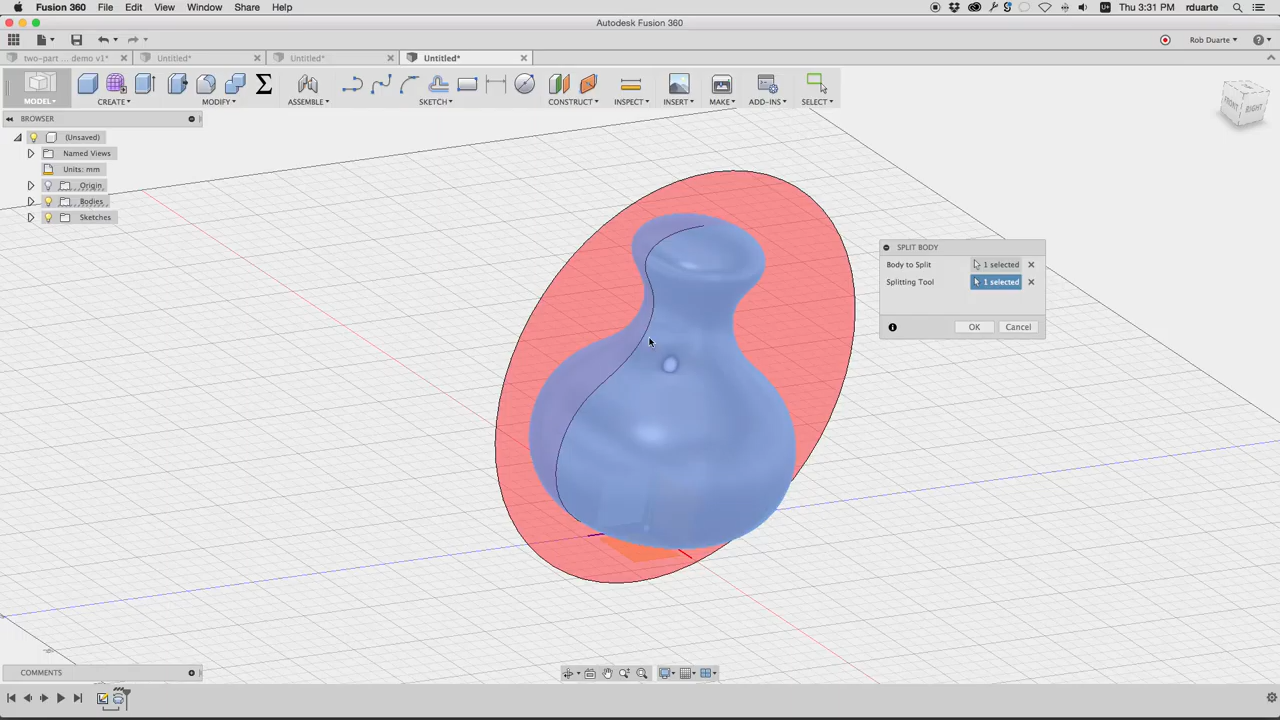 Fusion 360 File Edit View Window Share Help Thu 3:31 PM rduarte
Autodesk Fusion 360
Rob Duarte
two-part ... demo v1* Untitled* Untitled* Untitled*
MODEL CREATE MODIFY ASSEMBLE SKETCH CONSTRUCT INSPECT INSERT MAKE ADD-INS SELECT
BROWSER
(Unsaved)
Named Views
Units: mm
Origin
Bodies
Sketches
FRONT RIGHT
SPLIT BODY
Body to Split 1 selected
Splitting Tool 1 selected
OK Cancel
COMMENTS